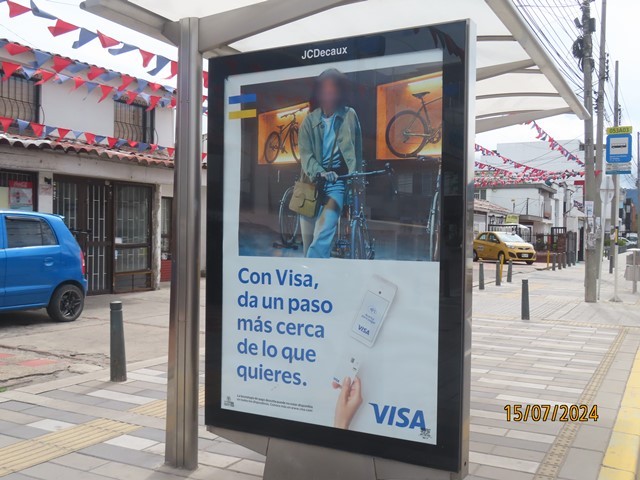 JCDecaux
Con Visa,
da un paso
más cerca
de lo que
quieres.
VISA
VISA
15/07/2024